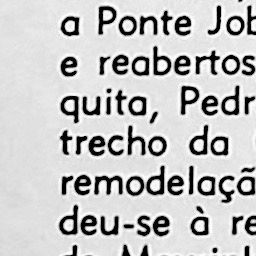 a Ponte Job
e reabertos
quita, Pedr
trecho da
remodelaçã
deu-se à re